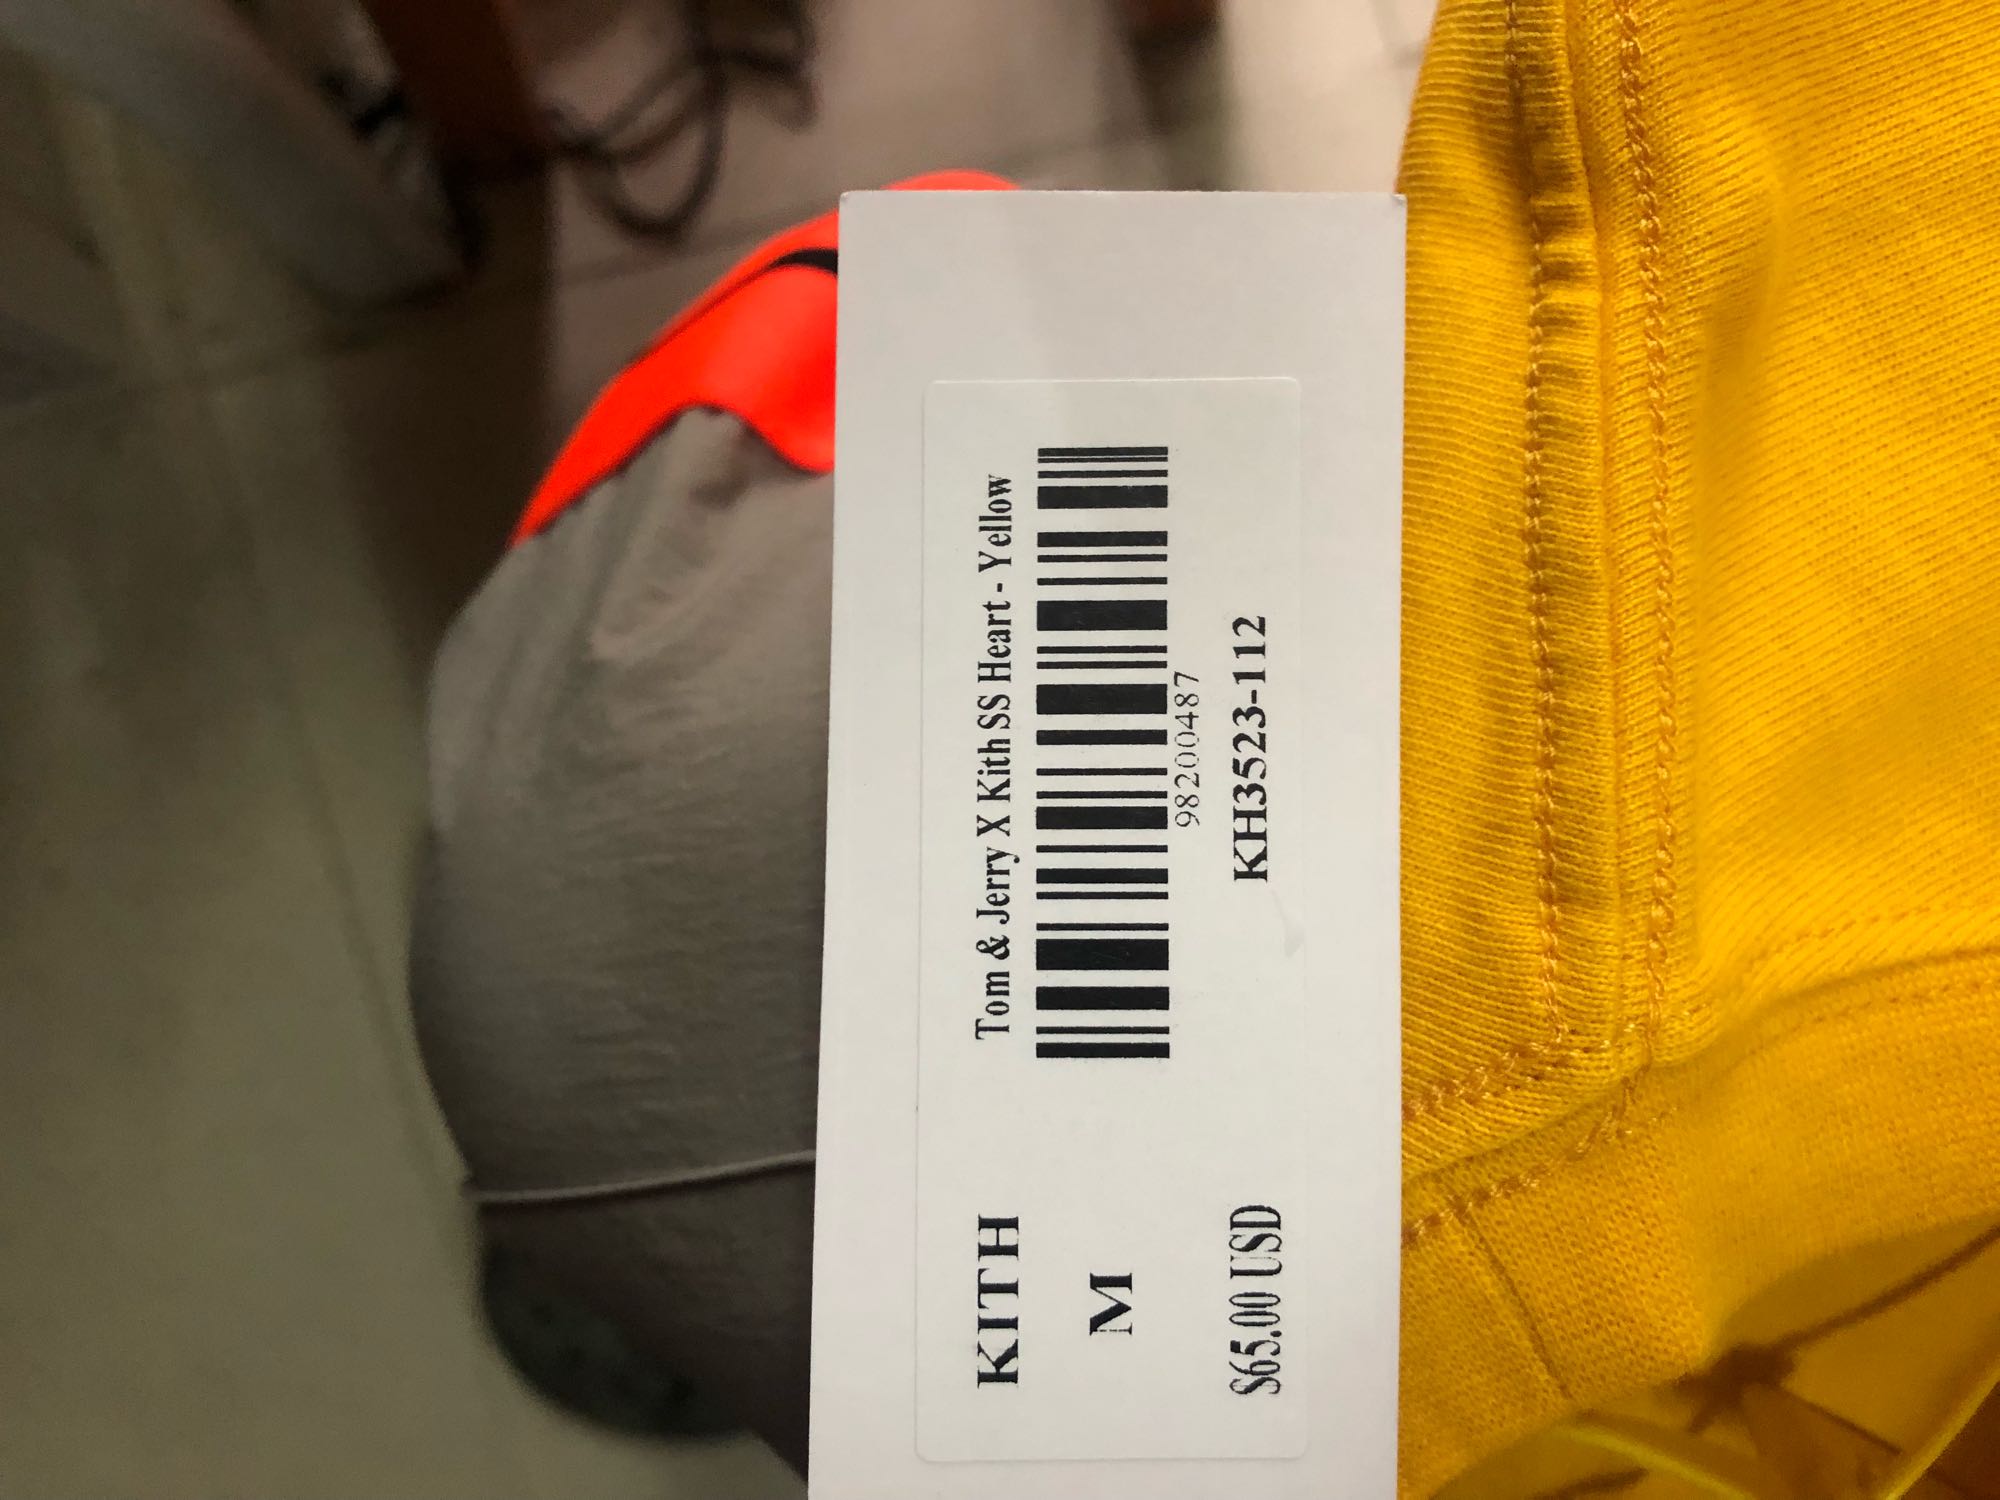 KITH
Tom & Jerry X Kith SS Heart - Yellow
M
98200487
$65.00 USD
KH3523-112